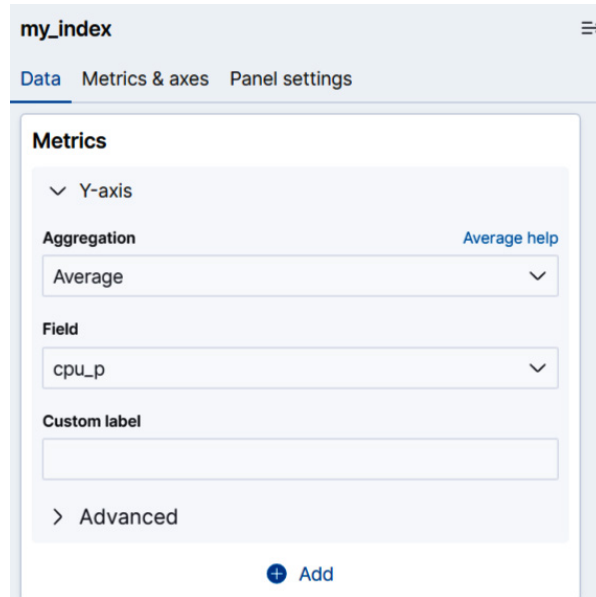 my_index
Data Metrics & axes Panel settings
Metrics
Y-axis
Aggregation Average help
Average
Field
cpu_p
Custom label
Advanced
Add